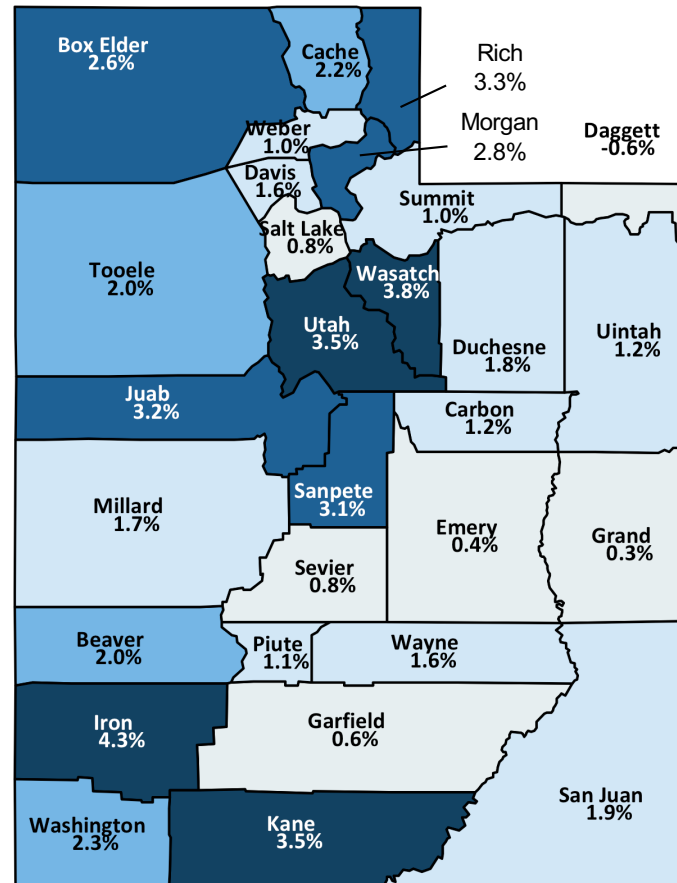 Box Elder
2.6%
Cache
2.2%
Rich
3.3%
Morgan
2.8%
Daggett
-0.6%
Weber
1.0%
Davis
1.6%
Summit
1.0%
Salt Lake
0.8%
Tooele
2.0%
Wasatch
3.8%
Utah
3.5%
Duchesne
1.8%
Uintah
1.2%
Juab
3.2%
Carbon
1.2%
Sanpete
3.1%
Millard
1.7%
Emery
0.4%
Grand
0.3%
Sevier
0.8%
Beaver
2.0%
Piute
1.1%
Wayne
1.6%
Iron
4.3%
Garfield
0.6%
San Juan
1.9%
Washington
2.3%
Kane
3.5%